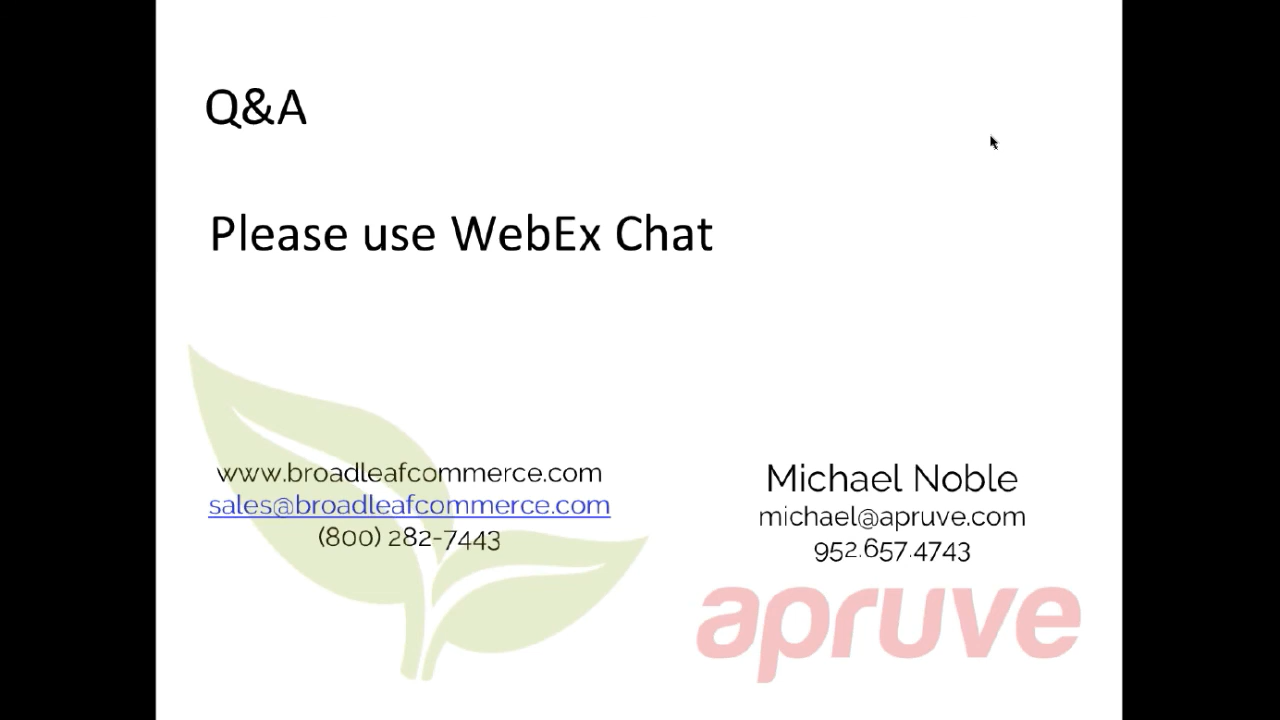 Q&A
Please use WebEx Chat
www.broadleafcommerce.com
sales@broadleafcommerce.com
(800) 282-7443
Michael Noble
michael@apruve.com
952.657.4743
apruve